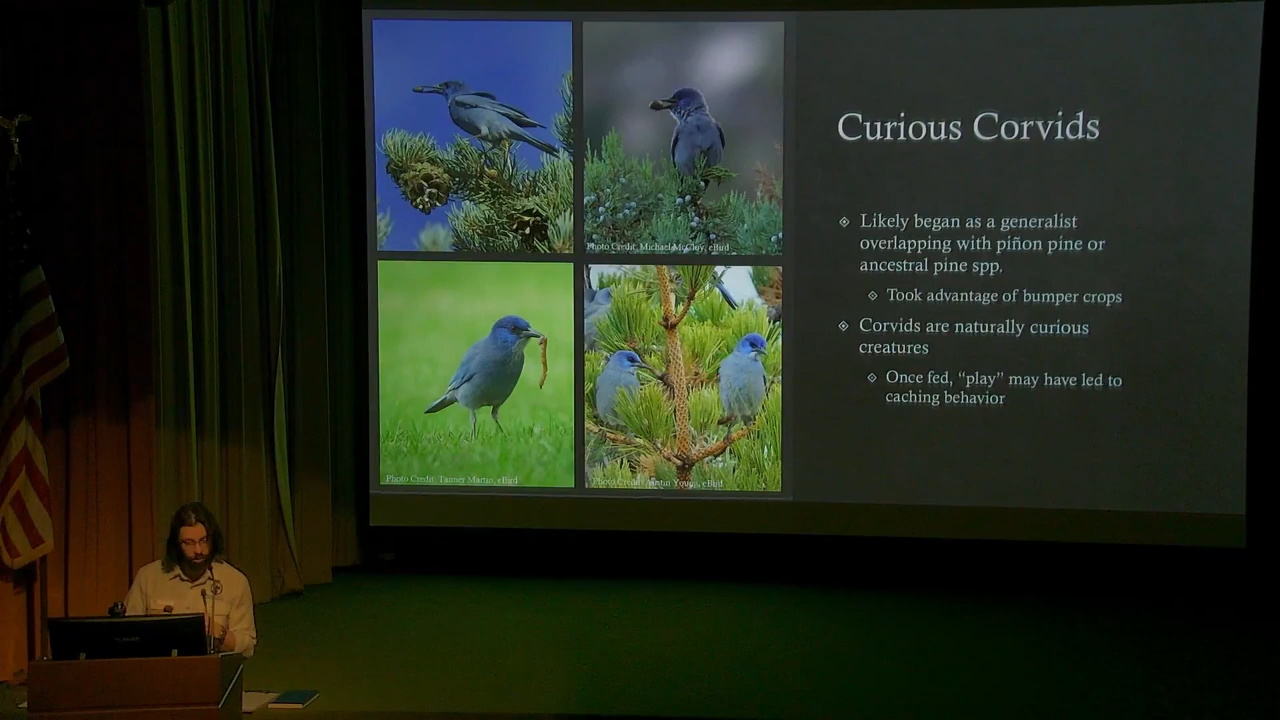 Curious Corvids
Likely began as a generalist
overlapping with piñon pine or
ancestral pine spp.
Took advantage of bumper crops
Corvids are naturally curious
creatures
Once fed, “play” may have led to
caching behavior
Photo Credit: Michael McCloy, eBird
Photo Credit: Tanner Martin, eBird
Photo Credit: Justin Young, eBird